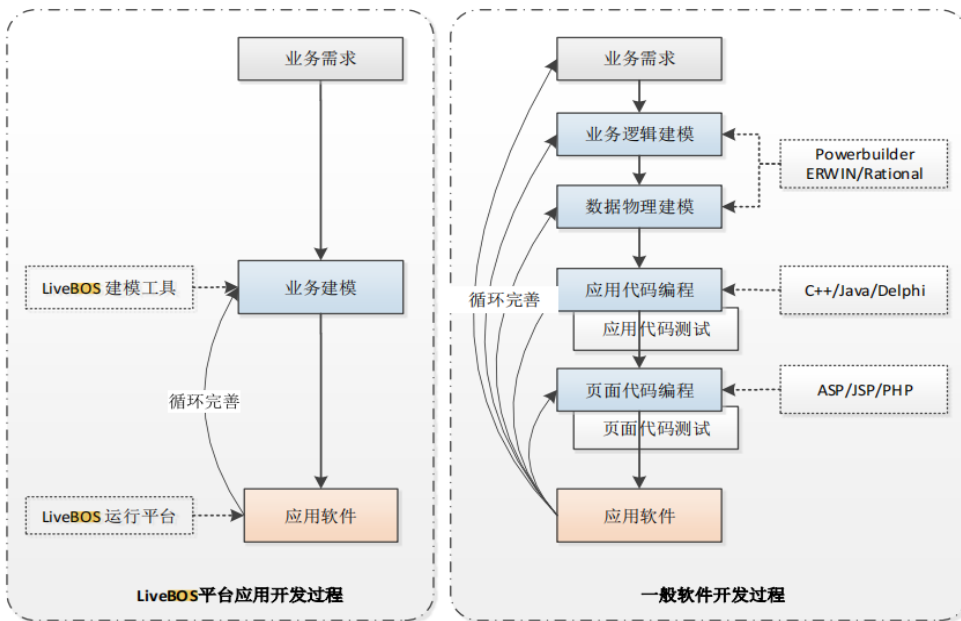 业务需求
LiveBOS 建模工具
业务建模
循环完善
LiveBOS 运行平台
应用软件
LiveBOS平台应用开发过程
业务需求
业务逻辑建模
Powerbuilder
ERWIN/Rational
数据物理建模
循环完善
应用代码编程
C++/Java/Delphi
应用代码测试
页面代码编程
ASP/JSP/PHP
页面代码测试
应用软件
一般软件开发过程